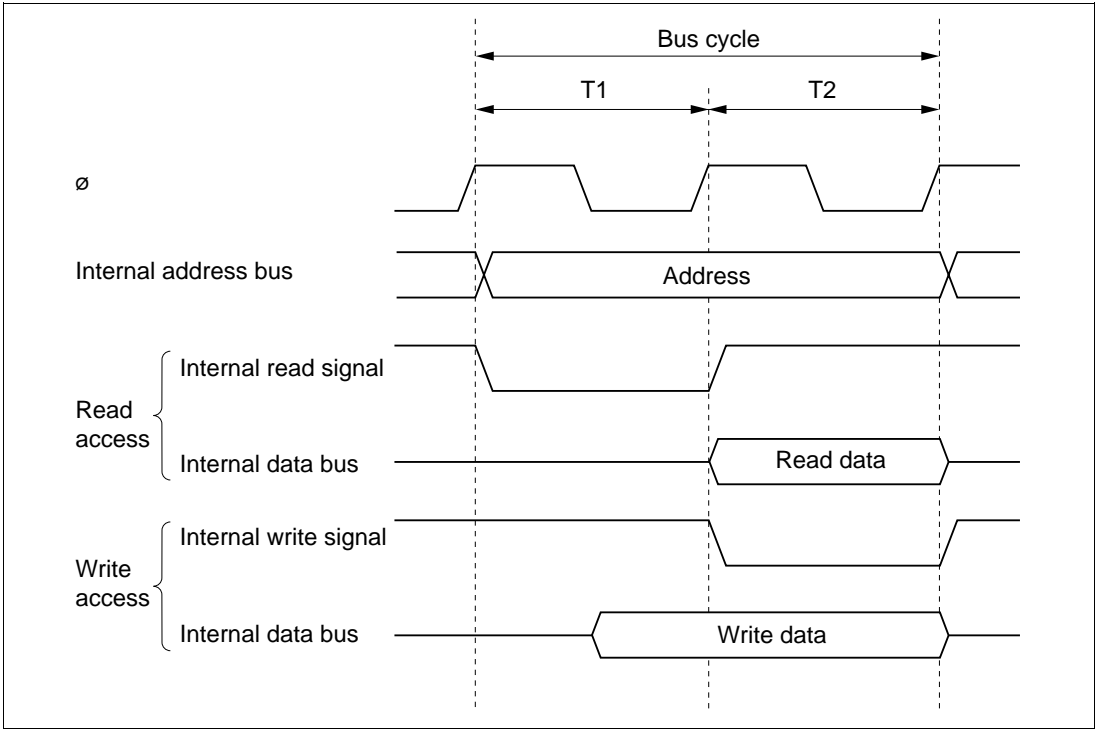 Bus cycle
T1 T2
ø
Internal address bus Address
Internal read signal
Read
access
Internal data bus Read data
Internal write signal
Write
access
Internal data bus Write data